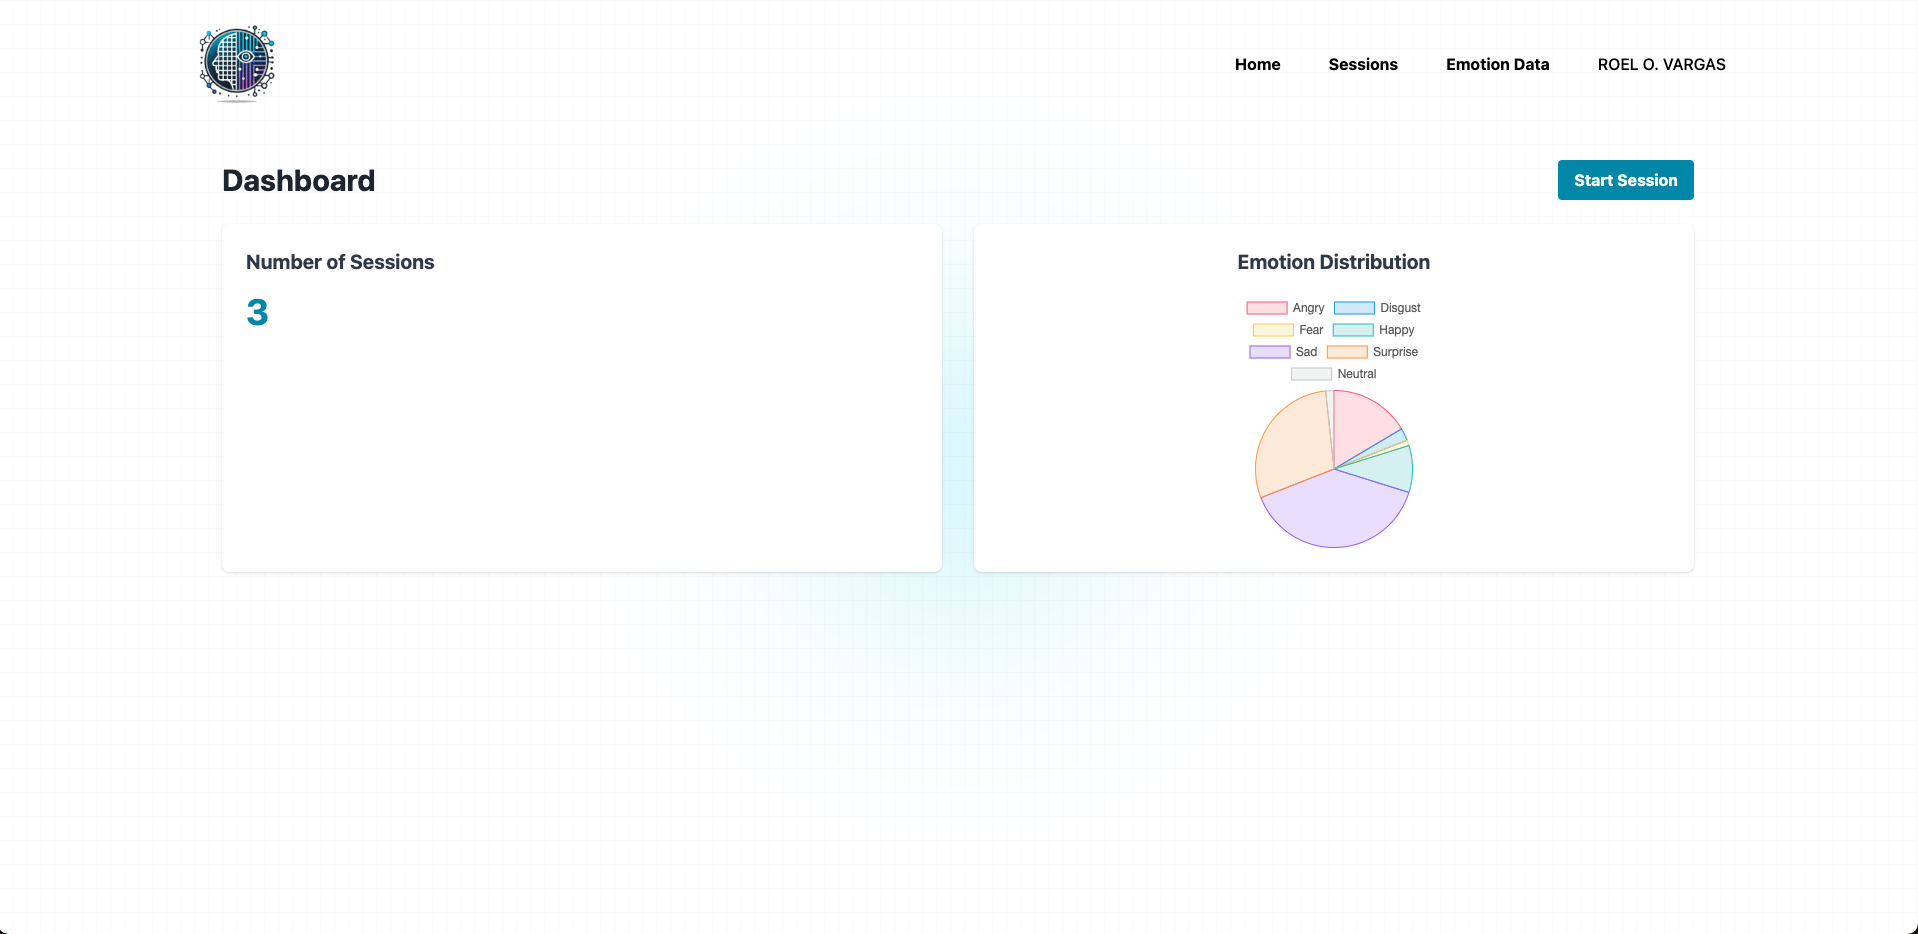 Home Sessions Emotion Data ROEL O. VARGAS
Dashboard
Start Session
Number of Sessions
3
Emotion Distribution
Angry Disgust
Fear Happy
Sad Surprise
Neutral